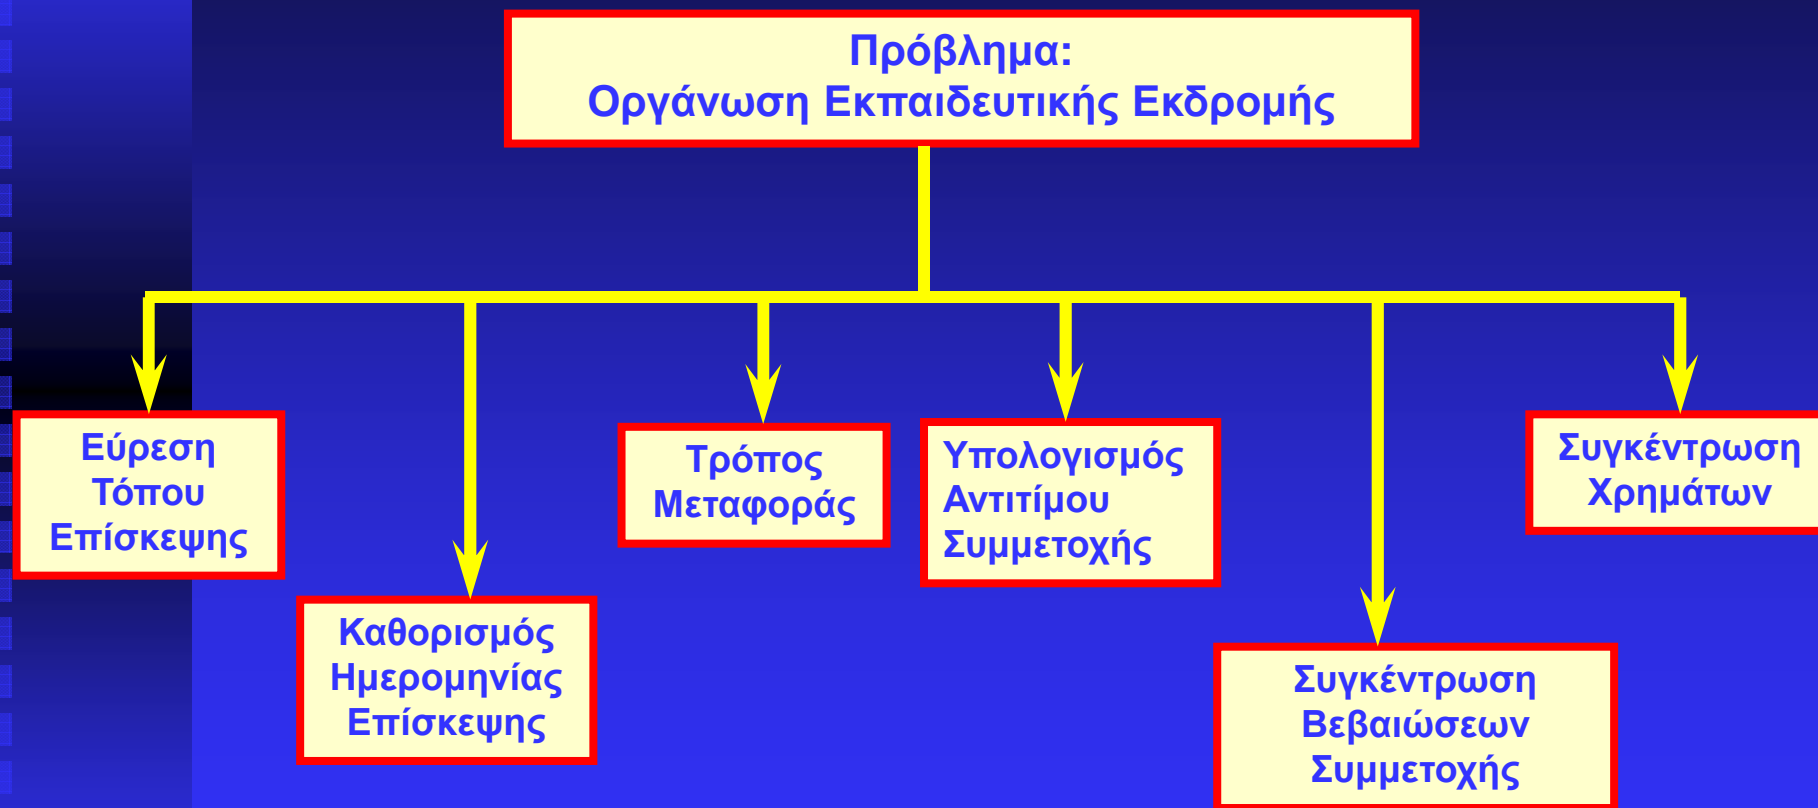 Πρόβλημα:
Οργάνωση Εκπαιδευτικής Εκδρομής
Εύρεση
Τόπου
Επίσκεψης
Καθορισμός
Ημερομηνίας
Επίσκεψης
Τρόπος
Μεταφοράς
Υπολογισμός
Αντιτίμου
Συμμετοχής
Συγκέντρωση
Βεβαιώσεων
Συμμετοχής
Συγκέντρωση
Χρημάτων